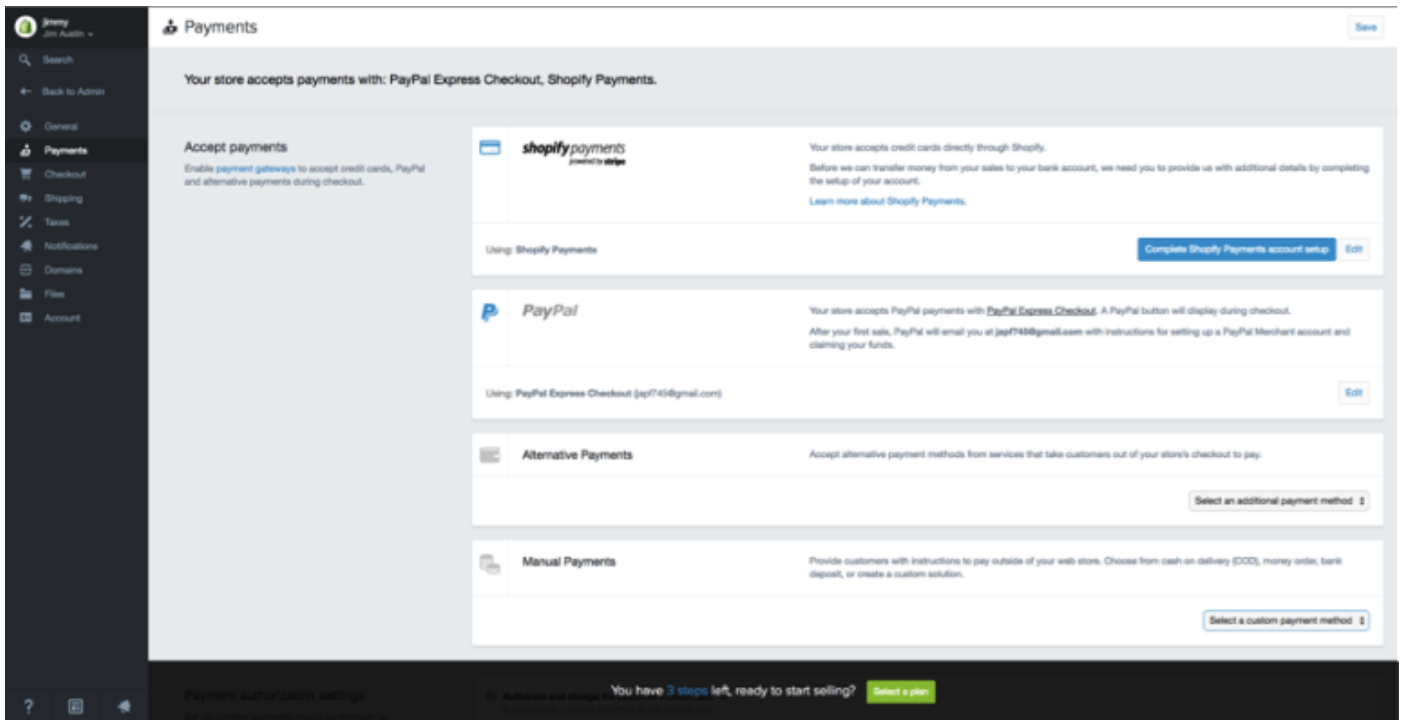 jimmy
Jim Austin
Search
Back to Admin
General
Payments
Checkout
Shipping
Taxes
Notifications
Domains
Files
Account
Payments
Save
Your store accepts payments with: PayPal Express Checkout, Shopify Payments.
Accept payments
Enable payment gateways to accept credit cards, PayPal
and alternative payments during checkout.
shopify payments
powered by stripe
Your store accepts credit cards directly through Shopify.
Before we can transfer money from your sales to your bank account, we need you to provide us with additional details by completing
the setup of your account.
Learn more about Shopify Payments.
Using: Shopify Payments
Complete Shopify Payments account setup
Edit
PayPal
Your store accepts PayPal payments with PayPal Express Checkout. A PayPal button will display during checkout.
After your first sale, PayPal will email you at japf745@gmail.com with instructions for setting up a PayPal Merchant account and
claiming your funds.
Using: PayPal Express Checkout (japf745@gmail.com)
Edit
Alternative Payments
Accept alternative payment methods from services that take customers out of your store's checkout to pay.
Select an additional payment method
Manual Payments
Provide customers with instructions to pay outside of your web store. Choose from cash on delivery (COD), money order, bank
deposit, or create a custom solution.
Select a custom payment method
Payment authorization settings
Authorize and charge
You have 3 steps left, ready to start selling?
Select a plan